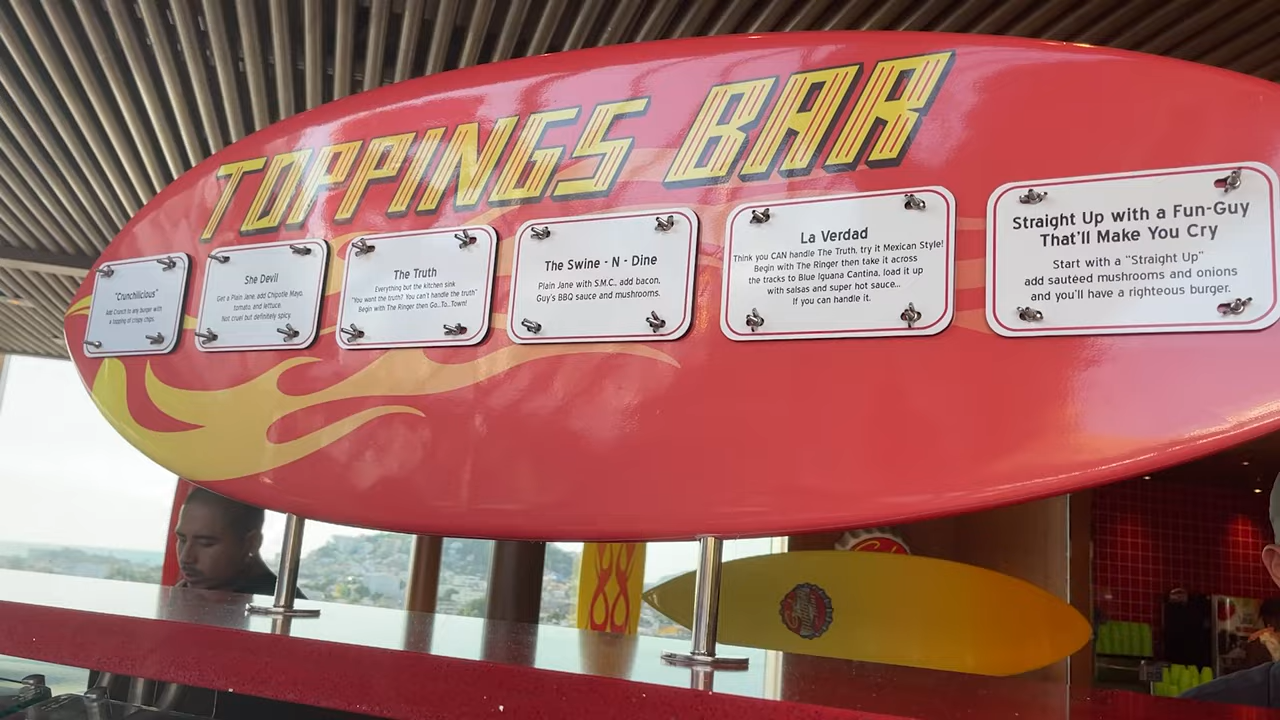 TOPPINGS BAR
"Crunchilicious"
Add Crunch to any burger with
a topping of crispy chips.
She Devil
Get a Plain Jane, add Chipotle Mayo,
tomato, and lettuce.
Not cruel but definitely spicy.
The Truth
Everything but the kitchen sink
"You want the truth? You can't handle the truth"
Begin with The Ringer then Go...To...Town!
The Swine - N - Dine
Plain Jane with S.M.C., add bacon,
Guy's BBQ sauce and mushrooms.
La Verdad
Think you CAN handle The Truth, try it Mexican Style!
Begin with The Ringer then take it across
the tracks to Blue Iguana Cantina, load it up
with salsas and super hot sauce...
If you can handle it.
Straight Up with a Fun-Guy
That'll Make You Cry
Start with a "Straight Up"
add sautéed mushrooms and onions
and you'll have a righteous burger.